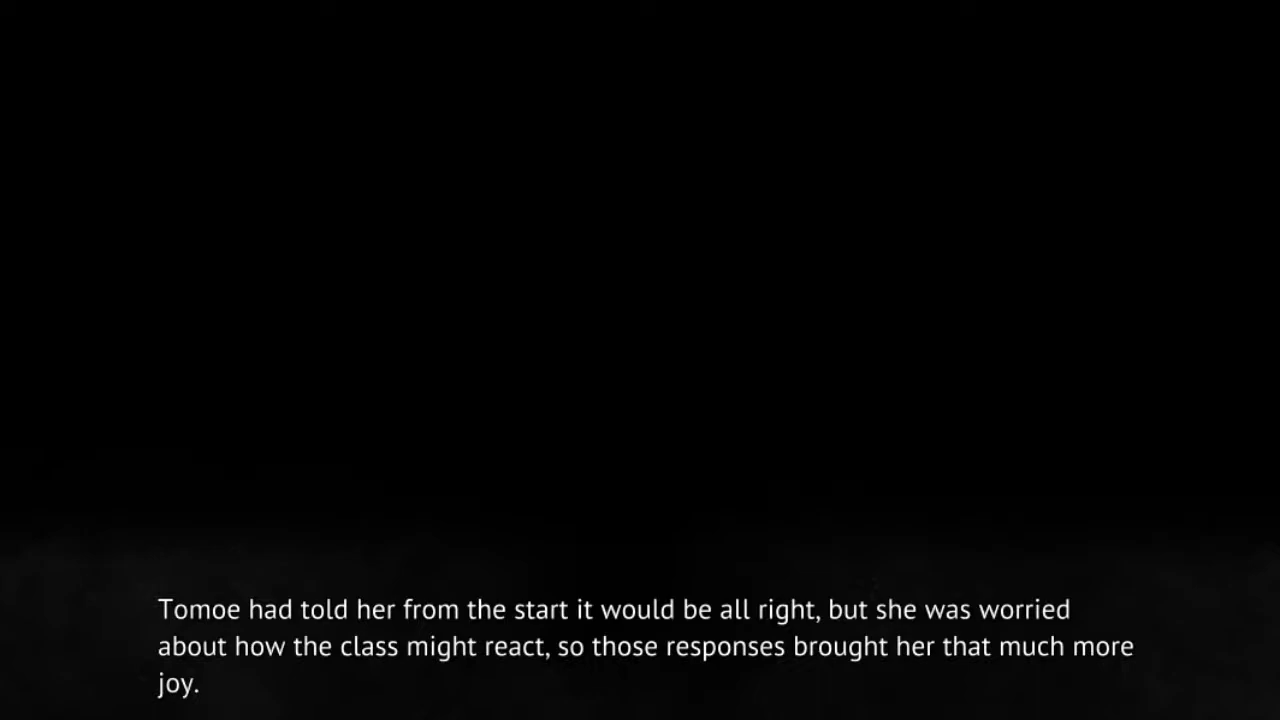 Tomoe had told her from the start it would be all right, but she was worried
about how the class might react, so those responses brought her that much more
joy.